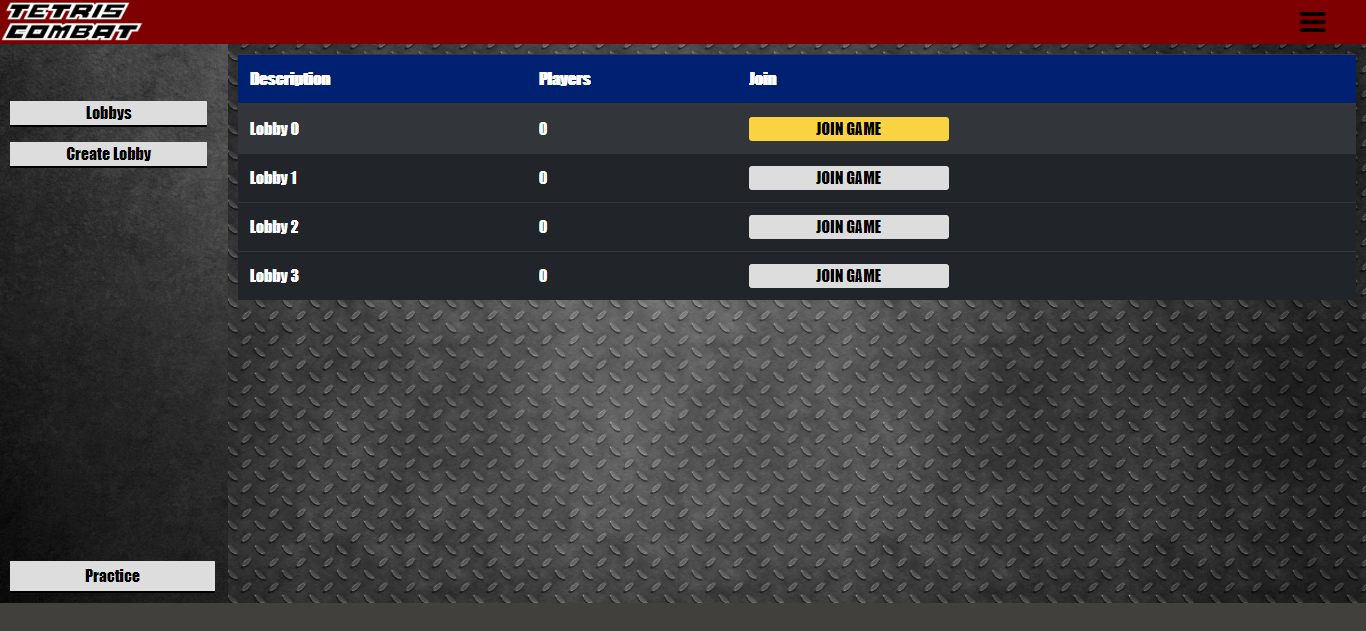 TETRIS
COMBAT
Lobbys
Create Lobby
Practice
Description Players Join
Lobby 0 0 JOIN GAME
Lobby 1 0 JOIN GAME
Lobby 2 0 JOIN GAME
Lobby 3 0 JOIN GAME